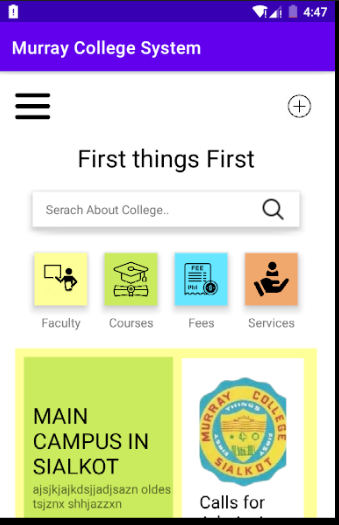 4:47
Murray College System
First things First
Serach About College..
FEE
Faculty
Courses
Fees
Services
MAIN
CAMPUS IN
SIALKOT
ajsjkjajkdsjjadjsazn oldes
tsjznx shhjazzxn
MURRAY COLLEGE
SIALKOT
Calls for